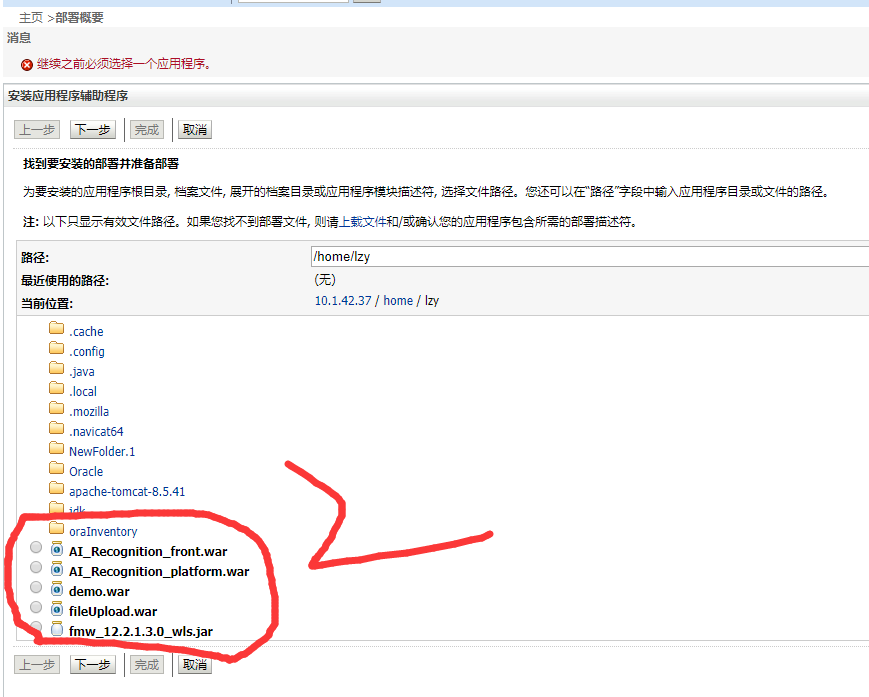 主页 >部署概要
消息
继续之前必须选择一个应用程序。
安装应用程序辅助程序
上一步 下一步 完成 取消
找到要安装的部署并准备部署
为要安装的应用程序根目录, 档案文件, 展开的档案目录或应用程序模块描述符, 选择文件路径。您还可以在"路径"字段中输入应用程序目录或文件的路径。
注: 以下只显示有效文件路径。如果您找不到部署文件, 则请上载文件和/或确认您的应用程序包含所需的部署描述符。
路径: /home/lzy
最近使用的路径: (无)
当前位置: 10.1.42.37 / home / lzy
.cache
.config
.java
.local
.mozilla
.navicat64
NewFolder.1
Oracle
apache-tomcat-8.5.41
jdk
oraInventory
AI_Recognition_front.war
AI_Recognition_platform.war
demo.war
fileUpload.war
fmw_12.2.1.3.0_wls.jar
上一步 下一步 完成 取消